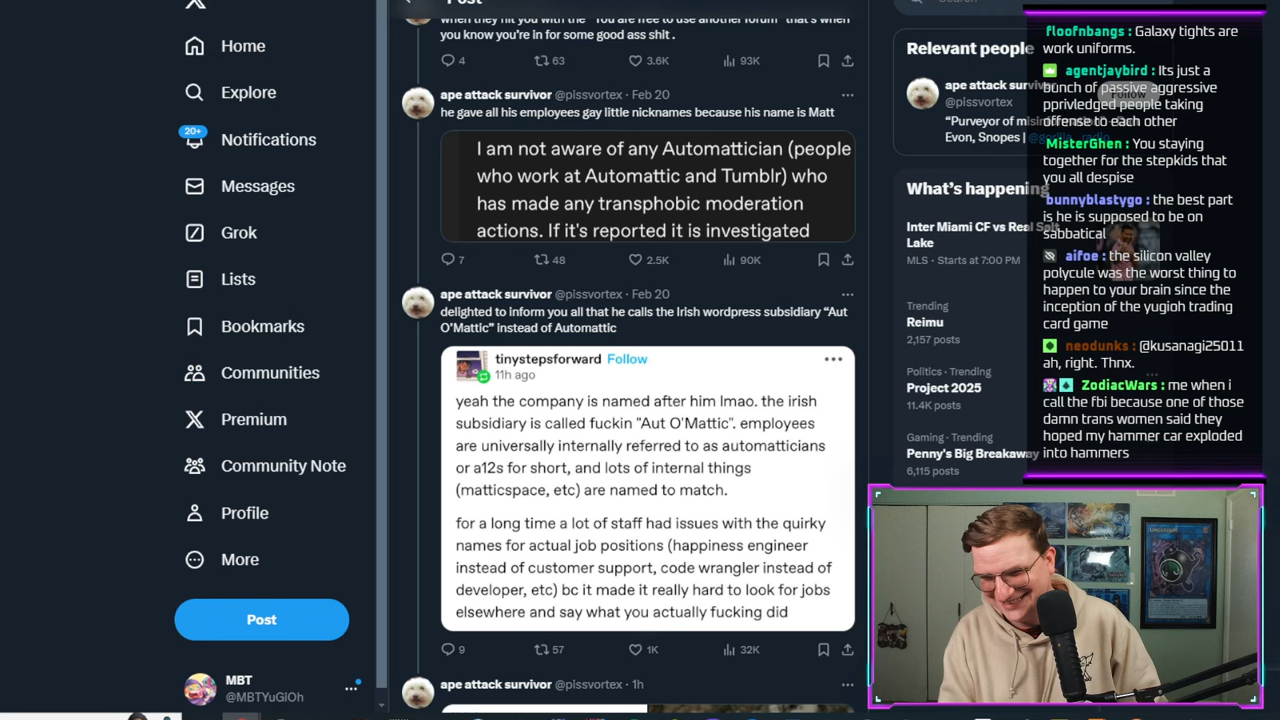 Post
Home
Explore
20+
Notifications
Messages
Grok
Lists
Bookmarks
Communities
Premium
Community Note
Profile
More
Post
MBT
@MBTYuGiOh
when they hit you with the "You are free to use another forum" that's when
you know you're in for some good ass shit .
4 63 3.6K 93K
ape attack survivor @pissvortex · Feb 20
he gave all his employees gay little nicknames because his name is Matt
I am not aware of any Automattician (people
who work at Automattic and Tumblr) who
has made any transphobic moderation
actions. If it's reported it is investigated
7 48 2.5K 90K
ape attack survivor @pissvortex · Feb 20
delighted to inform you all that he calls the Irish wordpress subsidiary “Aut
O’Mattic” instead of Automattic
tinystepsforward Follow
11h ago
yeah the company is named after him lmao. the irish
subsidiary is called fuckin "Aut O'Mattic". employees
are universally internally referred to as automatticians
or a12s for short, and lots of internal things
(matticspace, etc) are named to match.
for a long time a lot of staff had issues with the quirky
names for actual job positions (happiness engineer
instead of customer support, code wrangler instead of
developer, etc) bc it made it really hard to look for jobs
elsewhere and say what you actually fucking did
9 57 1K 32K
ape attack survivor @pissvortex · 1h
Search
Relevant people
ape attack
@pissvortex
Follow
“Purveyor of
Evon, Snopes | @gorilla_radio
What's happening
Inter Miami CF vs Real Salt
Lake
MLS · Starts at 7:00 PM
Trending
Reimu
2,157 posts
Politics · Trending
Project 2025
11.4K posts
Gaming · Trending
Penny's Big Breakaway
6,115 posts
floofnbangs : Galaxy tights are
work uniforms.
agentjaybird : Its just a
bunch of passive aggressive
pprivledged people taking
offense to each other
MisterGhen : You staying
together for the stepkids that
you all despise
bunnyblastygo : the best part
is he is supposed to be on
sabbatical
aifoe : the silicon valley
polycule was the worst thing to
happen to your brain since the
inception of the yugioh trading
card game
neodunks : @kusanagi25011
ah, right. Thnx.
ZodiacWars : me when i
call the fbi because one of those
damn trans women said they
hoped my hammer car exploded
into hammers